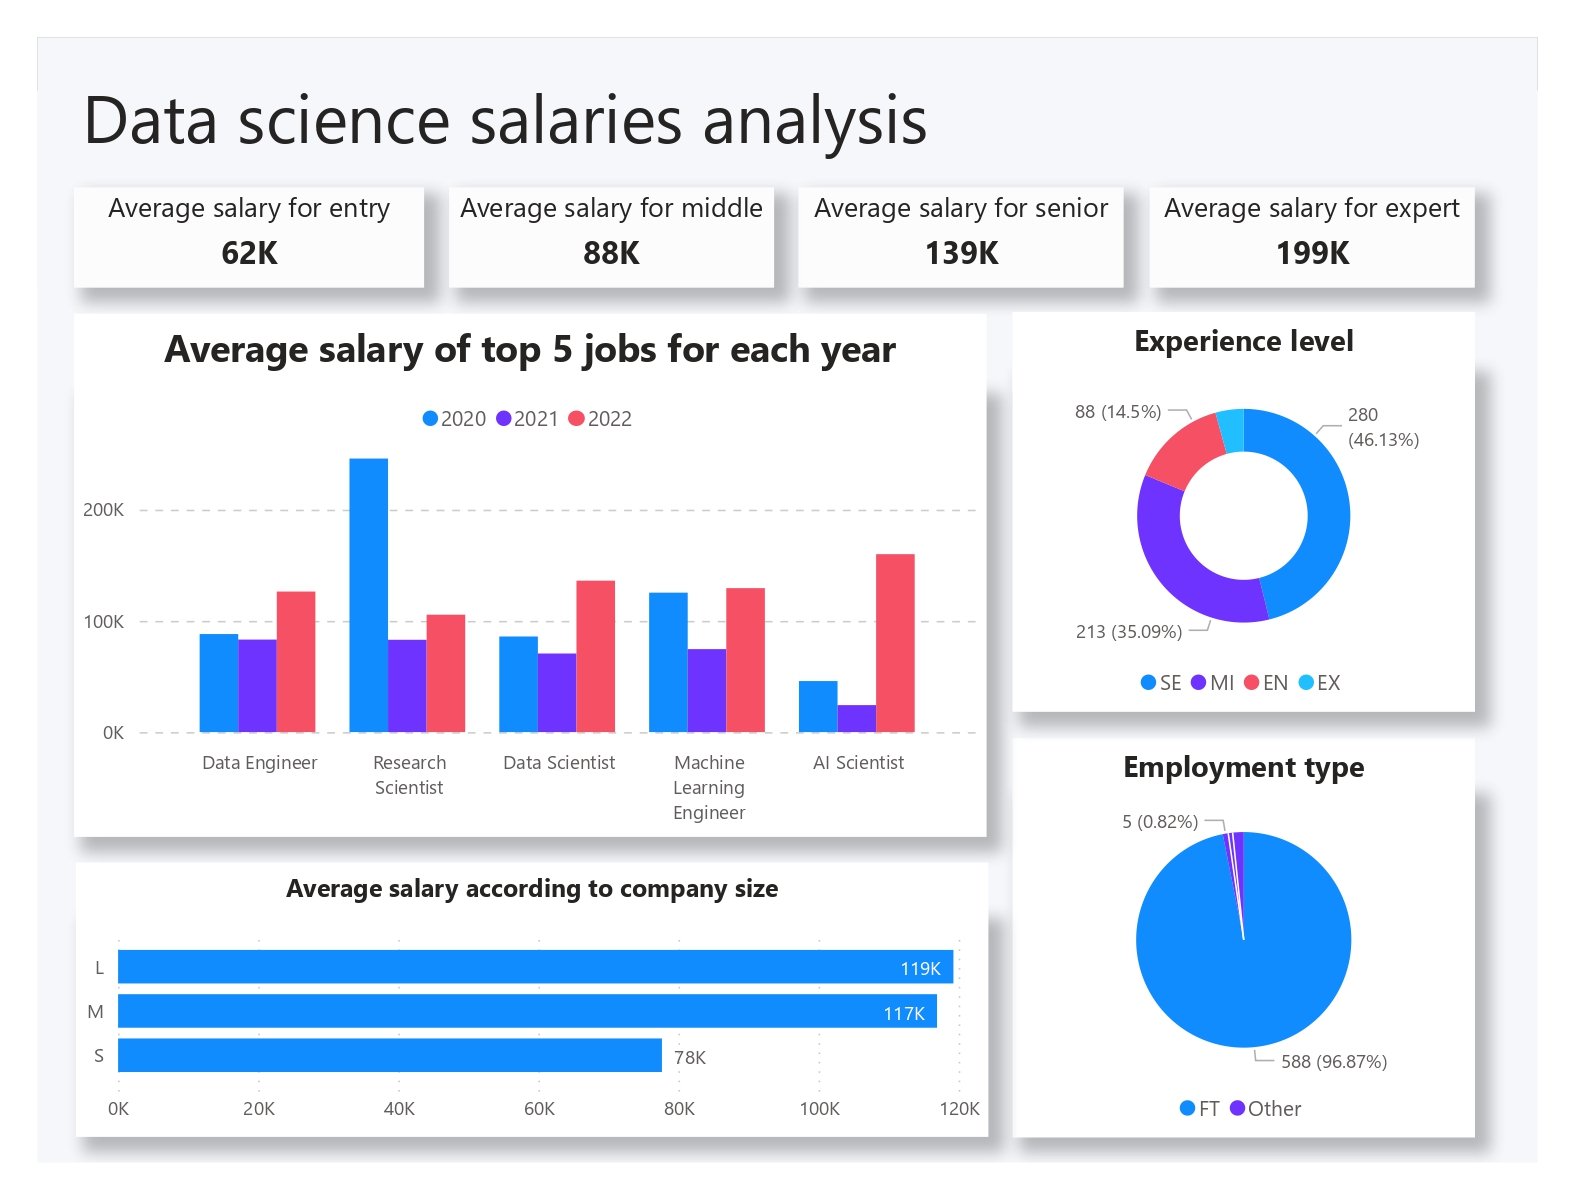 Data science salaries analysis
Average salary for entry
62K
Average salary for middle
88K
Average salary for senior
139K
Average salary for expert
199K
Average salary of top 5 jobs for each year
2020 2021 2022
200K
100K
0K
Data Engineer
Research
Scientist
Data Scientist
Machine
Learning
Engineer
AI Scientist
Experience level
88 (14.5%)
280
(46.13%)
213 (35.09%)
SE MI EN EX
Average salary according to company size
L
119K
M
117K
S
78K
0K 20K 40K 60K 80K 100K 120K
Employment type
5 (0.82%)
588 (96.87%)
FT Other